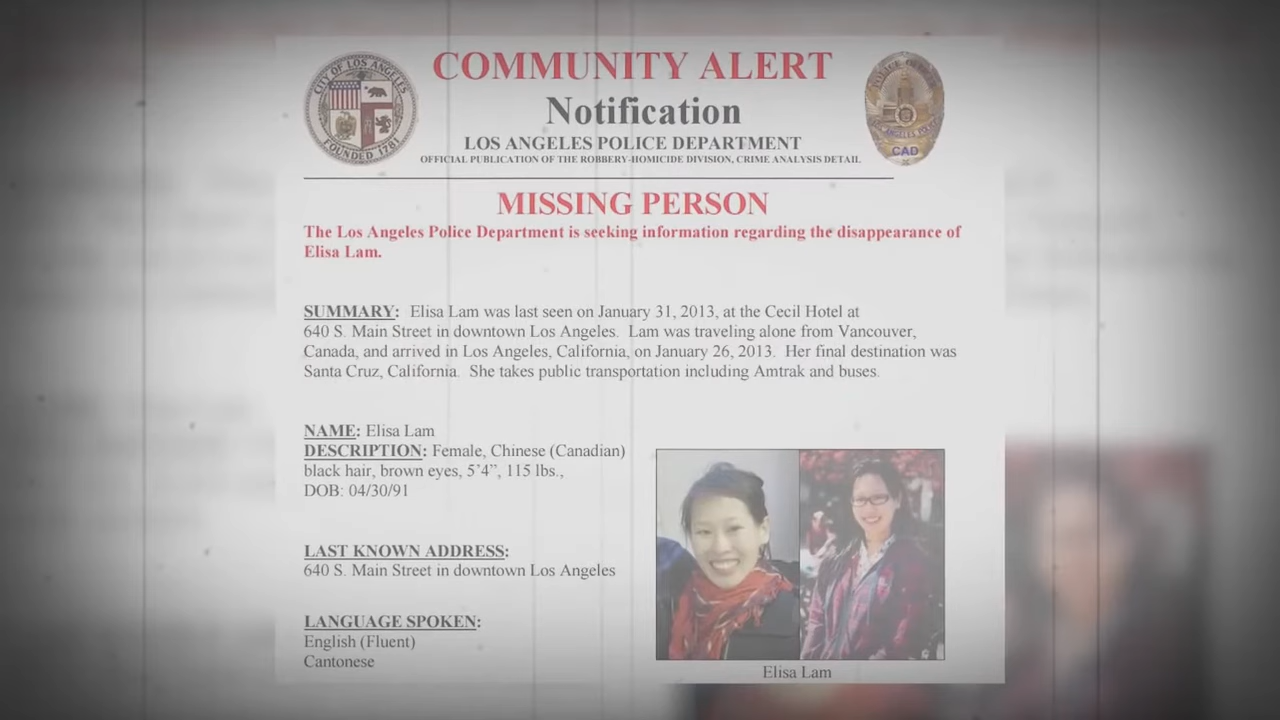 CITY OF LOS ANGELES
FOUNDED 1781
COMMUNITY ALERT
Notification
LOS ANGELES POLICE DEPARTMENT
OFFICIAL PUBLICATION OF THE ROBBERY-HOMICIDE DIVISION, CRIME ANALYSIS DETAIL
POLICE OFFICER
LOS ANGELES POLICE
CAD
MISSING PERSON
The Los Angeles Police Department is seeking information regarding the disappearance of
Elisa Lam.
SUMMARY: Elisa Lam was last seen on January 31, 2013, at the Cecil Hotel at
640 S. Main Street in downtown Los Angeles. Lam was traveling alone from Vancouver,
Canada, and arrived in Los Angeles, California, on January 26, 2013. Her final destination was
Santa Cruz, California. She takes public transportation including Amtrak and buses.
NAME: Elisa Lam
DESCRIPTION: Female, Chinese (Canadian)
black hair, brown eyes, 5’4”, 115 lbs.,
DOB: 04/30/91
LAST KNOWN ADDRESS:
640 S. Main Street in downtown Los Angeles
LANGUAGE SPOKEN:
English (Fluent)
Cantonese
Elisa Lam